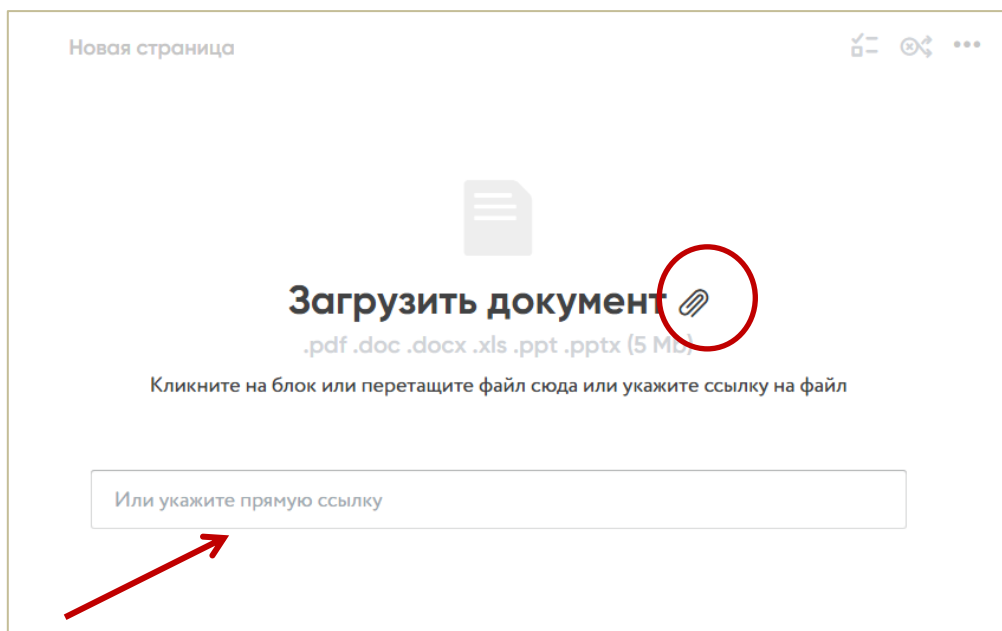 Новая страница
Загрузить документ
.pdf .doc .docx .xls .ppt .pptx (5 Mb)
Кликните на блок или перетащите файл сюда или укажите ссылку на файл
Или укажите прямую ссылку